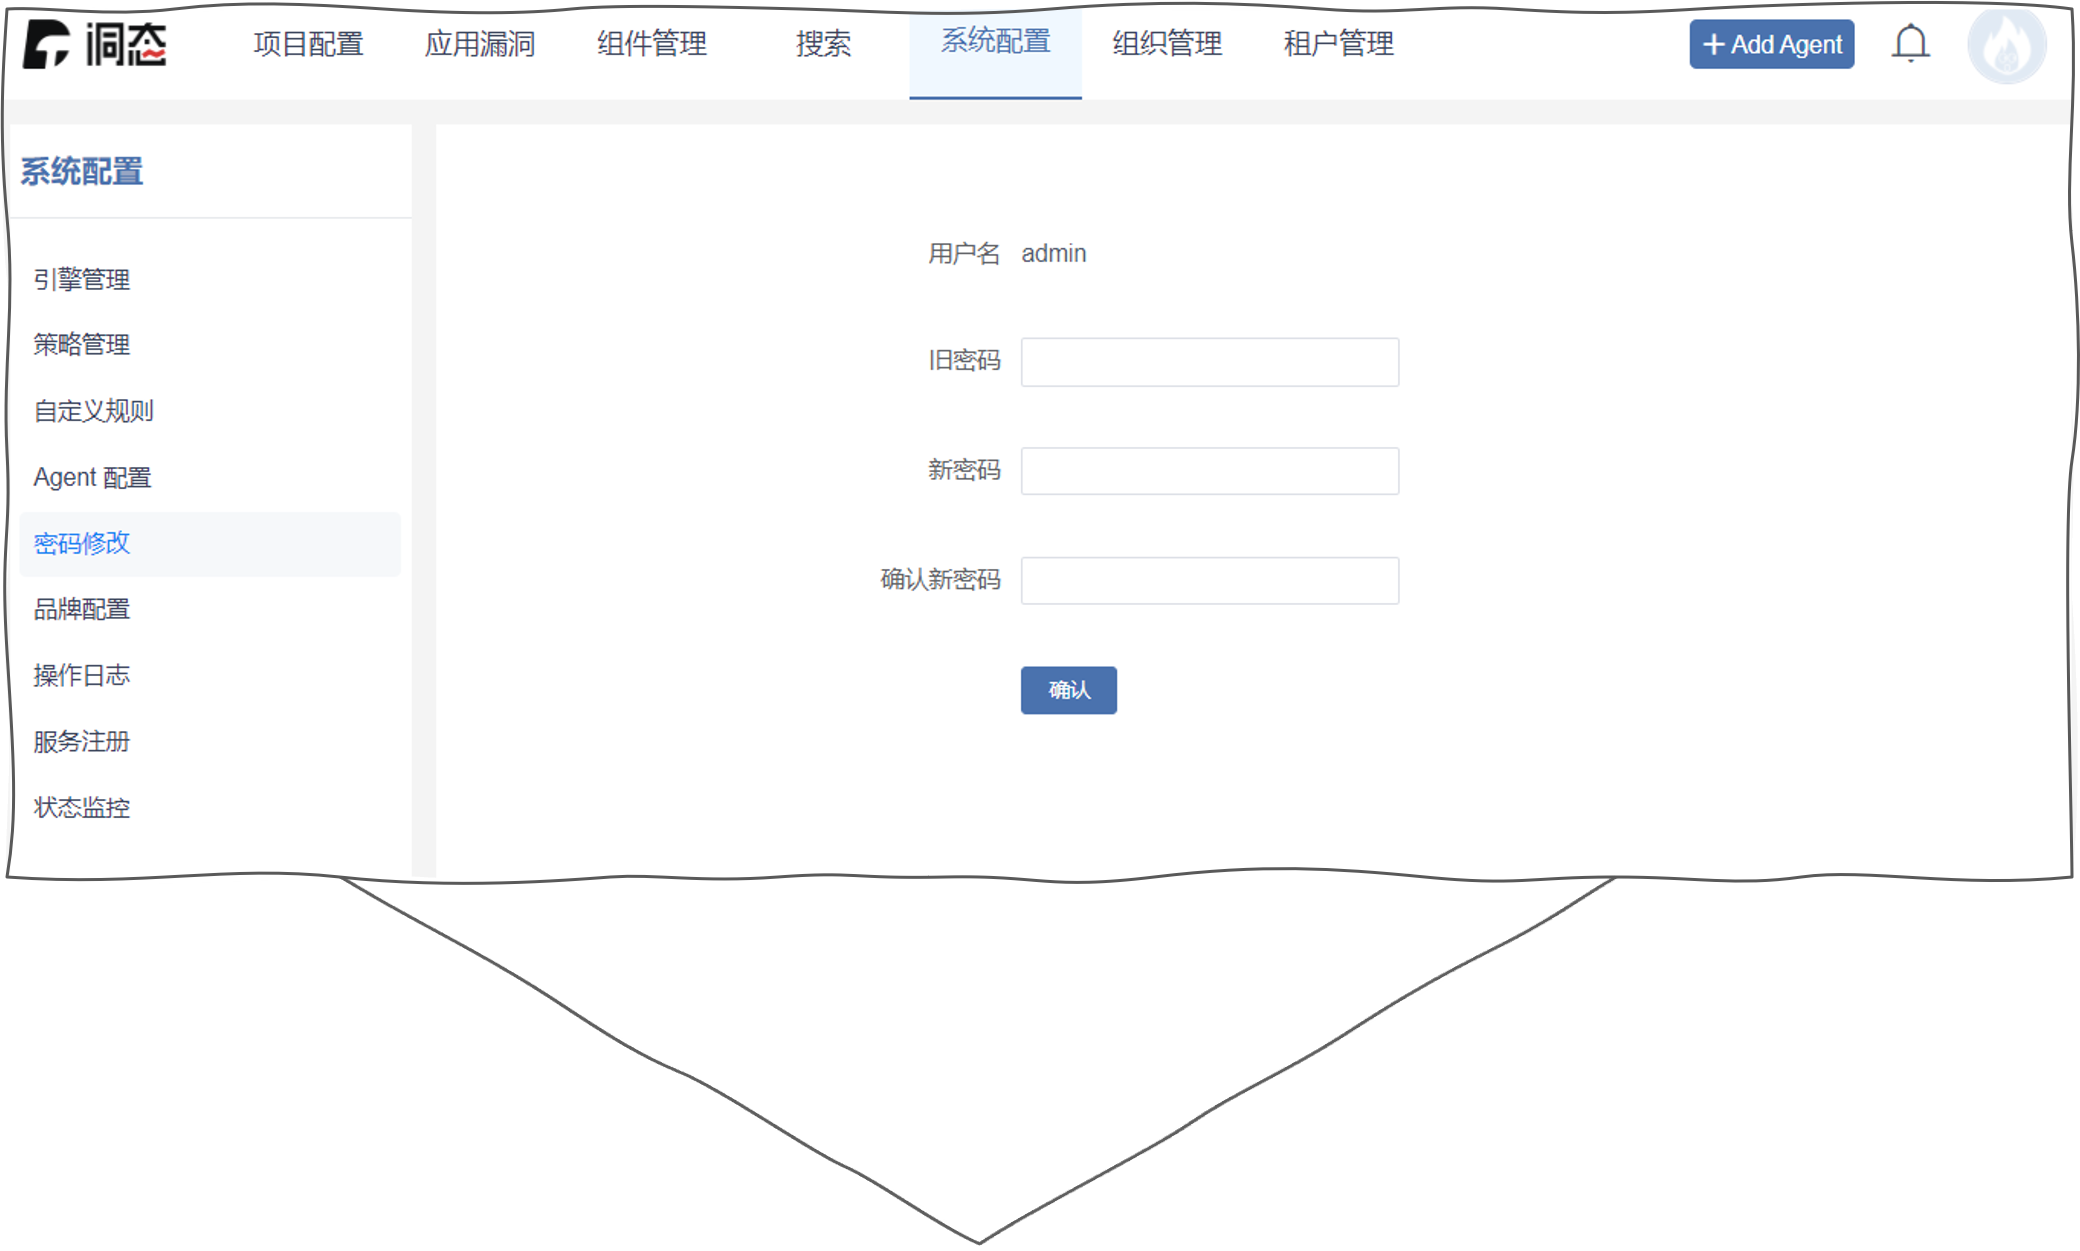 洞态 项目配置 应用漏洞 组件管理 搜索 系统配置 组织管理 租户管理 + Add Agent
系统配置
引擎管理
策略管理
自定义规则
Agent 配置
密码修改
品牌配置
操作日志
服务注册
状态监控
用户名 admin
旧密码
新密码
确认新密码
确认